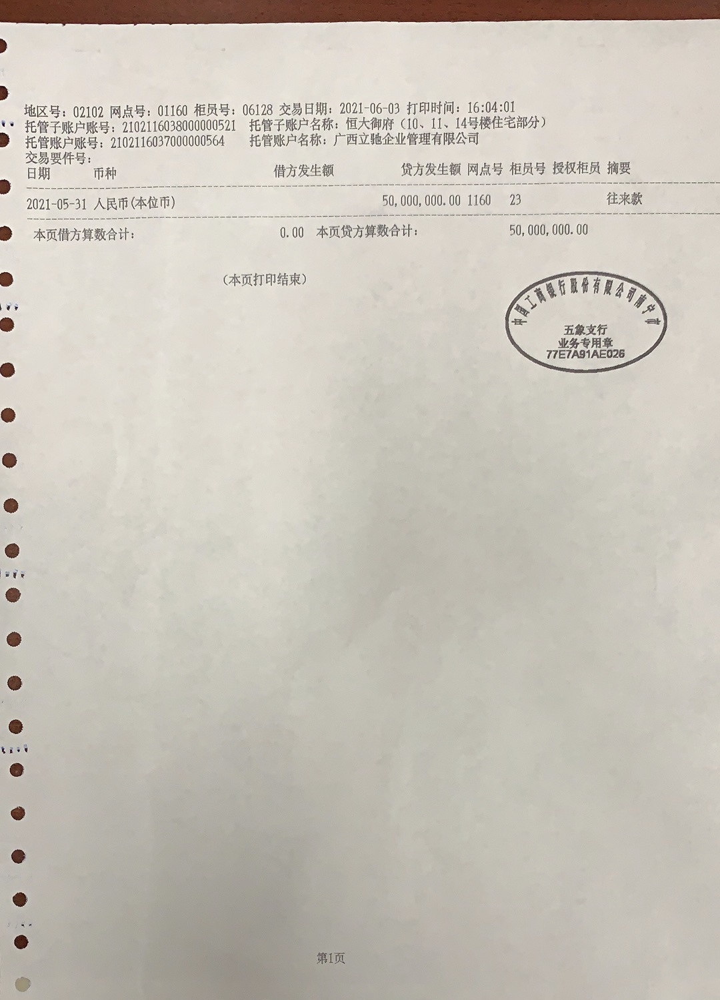 地区号：02102 网点号：01160 柜员号：06128 交易日期：2021-06-03 打印时间：16:04:01
托管子账户账号：2102116038000000521 托管子账户名称：恒大御府（10、11、14号楼住宅部分）
托管账户账号：2102116037000000564 托管账户名称：广西立驰企业管理有限公司
交易要件号：
日期 币种 借方发生额 贷方发生额 网点号 柜员号 授权柜员 摘要
2021-05-31 人民币(本位币) 50,000,000.00 1160 23 往来款
本页借方算数合计： 0.00 本页贷方算数合计： 50,000,000.00
（本页打印结束）
中国工商银行股份有限公司南宁市
五象支行
业务专用章
77E7A91AE026
第1页